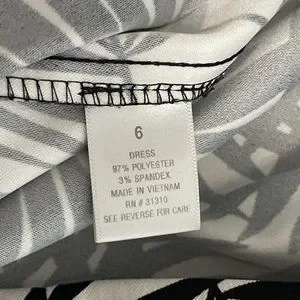 6
DRESS
97% POLYESTER
3% SPANDEX
MADE IN VIETNAM
RN # 31310
SEE REVERSE FOR CARE